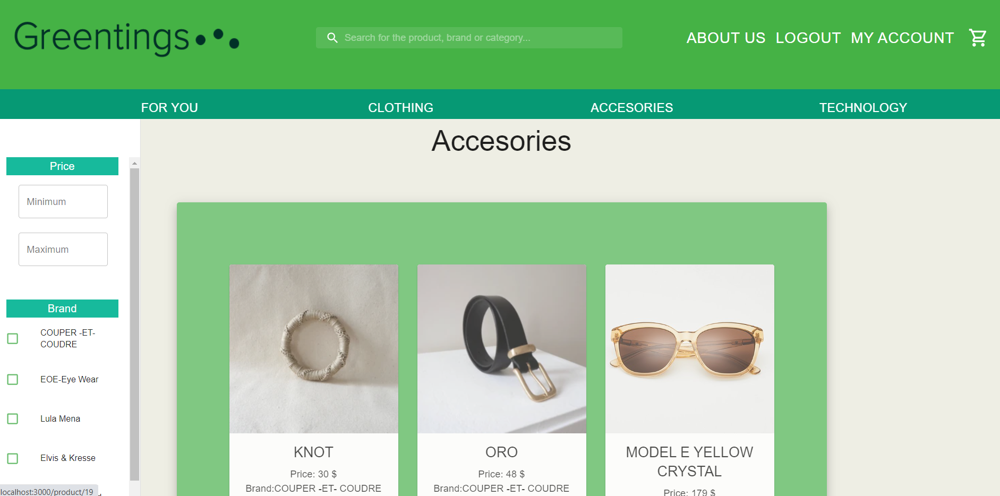 Greentings
Search for the product, brand or category...
ABOUT US LOGOUT MY ACCOUNT
FOR YOU CLOTHING ACCESORIES TECHNOLOGY
Accesories
Price
Minimum
Maximum
Brand
COUPER -ET-
COUDRE
EOE-Eye Wear
Lula Mena
Elvis & Kresse
KNOT
Price: 30 $
Brand:COUPER -ET- COUDRE
ORO
Price: 48 $
Brand:COUPER -ET- COUDRE
MODEL E YELLOW
CRYSTAL
Price: 179 $
localhost:3000/product/19